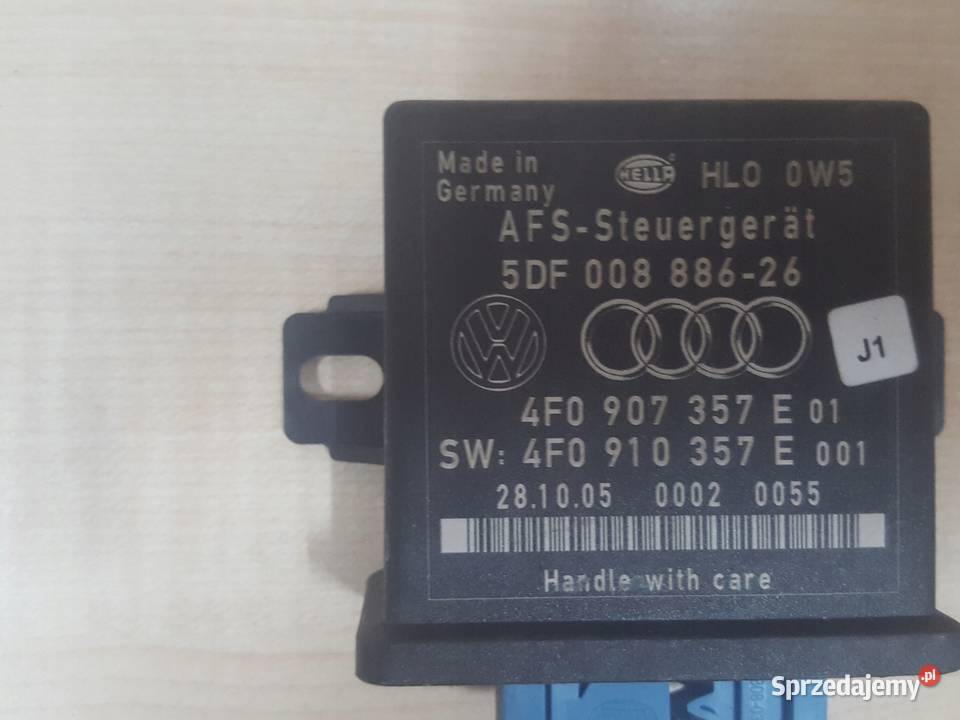 Made in
Germany
HELLA HLO 0W5
AFS-Steuergerät
5DF 008 886-26
J1
4F0 907 357 E 01
SW: 4F0 910 357 E 001
28.10.05 0002 0055
Handle with care
Sprzedajemy.pl